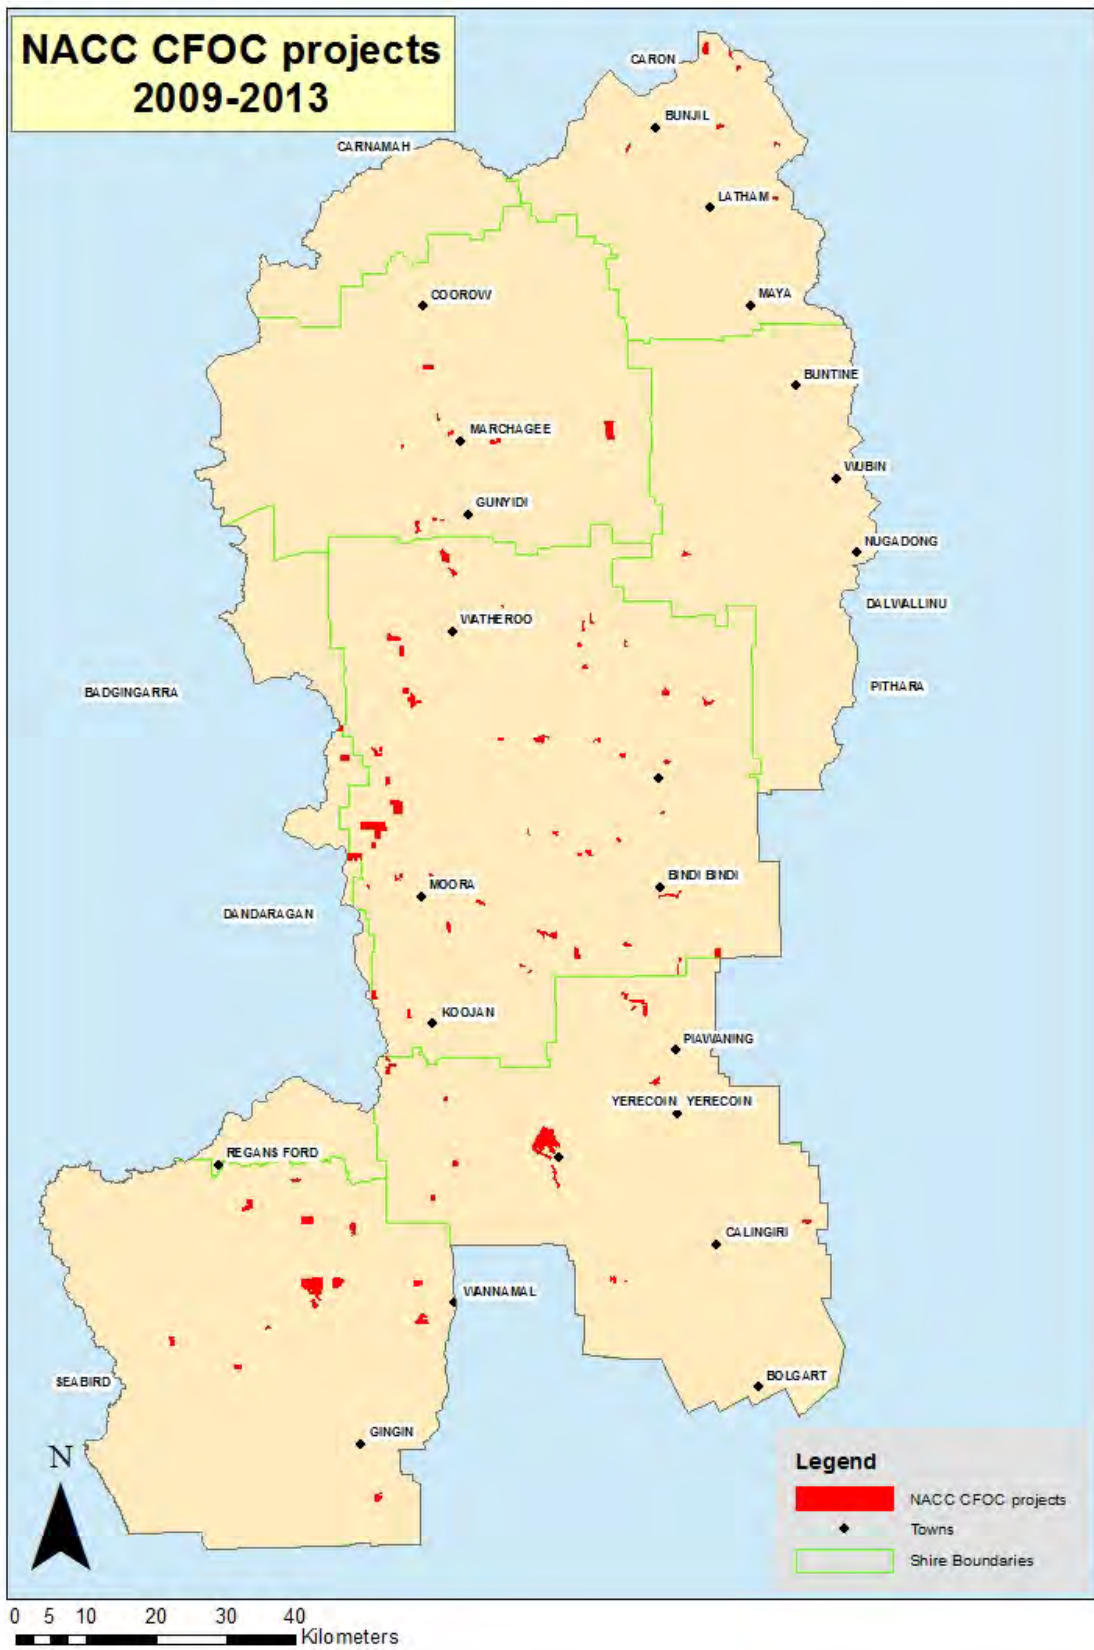 NACC CFOC projects
2009-2013
CARON
BUNJIL
CARNAMAH
LATHAM
COOROW
MAYA
BUNTINE
MARCHAGEE
WUBIN
GUNYIDI
NUGADONG
DALWALLINU
WATHEROO
BADGINGARRA
PITHARA
BINDI BINDI
MOORA
DANDARAGAN
KOOJAN
PIAWANING
YERECOIN YERECOIN
REGANS FORD
CALINGIRI
WANNAMAL
BOLGART
SEABIRD
GINGIN
N
Legend
NACC CFOC projects
Towns
Shire Boundaries
0 5 10 20 30 40
Kilometers